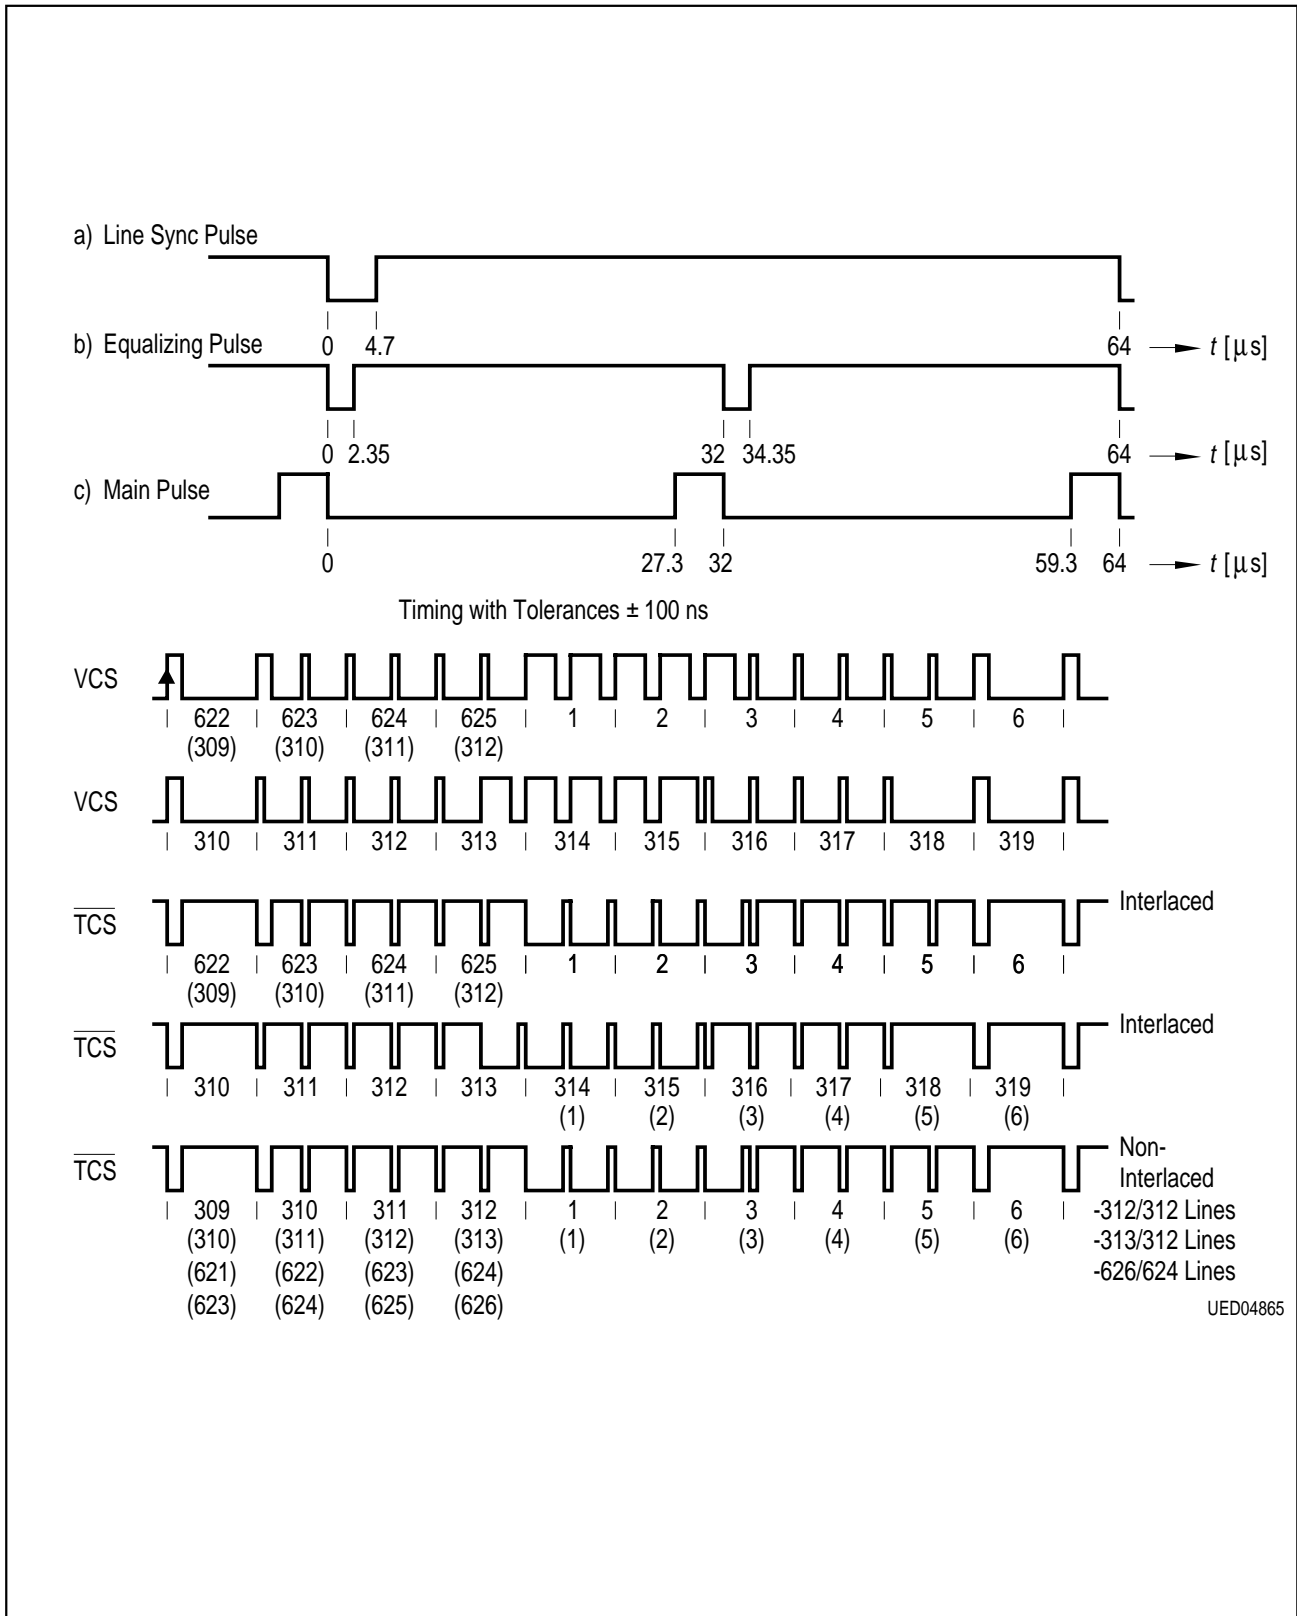 a) Line Sync Pulse
0 4.7 64 t [μs]
b) Equalizing Pulse
0 2.35 32 34.35 64 t [μs]
c) Main Pulse
0 27.3 32 59.3 64 t [μs]
Timing with Tolerances ± 100 ns
VCS
622 623 624 625 1 2 3 4 5 6
(309) (310) (311) (312)
VCS
310 311 312 313 314 315 316 317 318 319
TCS Interlaced
622 623 624 625 1 2 3 4 5 6
(309) (310) (311) (312)
TCS Interlaced
310 311 312 313 314 315 316 317 318 319
(1) (2) (3) (4) (5) (6)
TCS Non-
Interlaced
309 310 311 312 1 2 3 4 5 6 -312/312 Lines
(310) (311) (312) (313) (1) (2) (3) (4) (5) (6) -313/312 Lines
(621) (622) (623) (624) -626/624 Lines
(623) (624) (625) (626)
UED04865